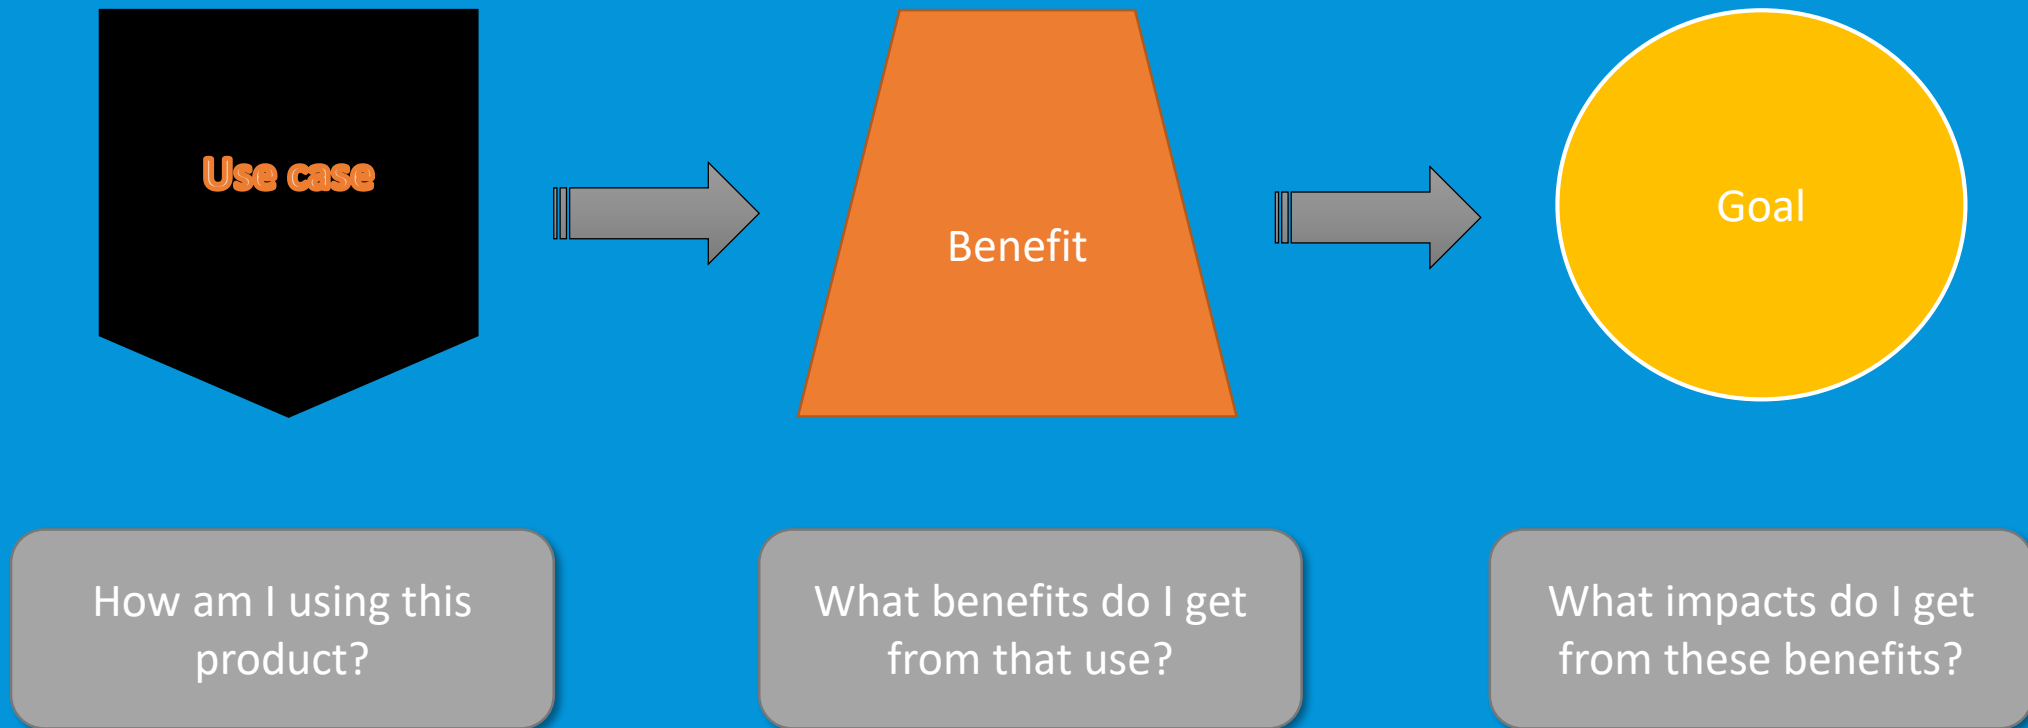 Use case
Benefit
Goal
How am I using this
product?
What benefits do I get
from that use?
What impacts do I get
from these benefits?